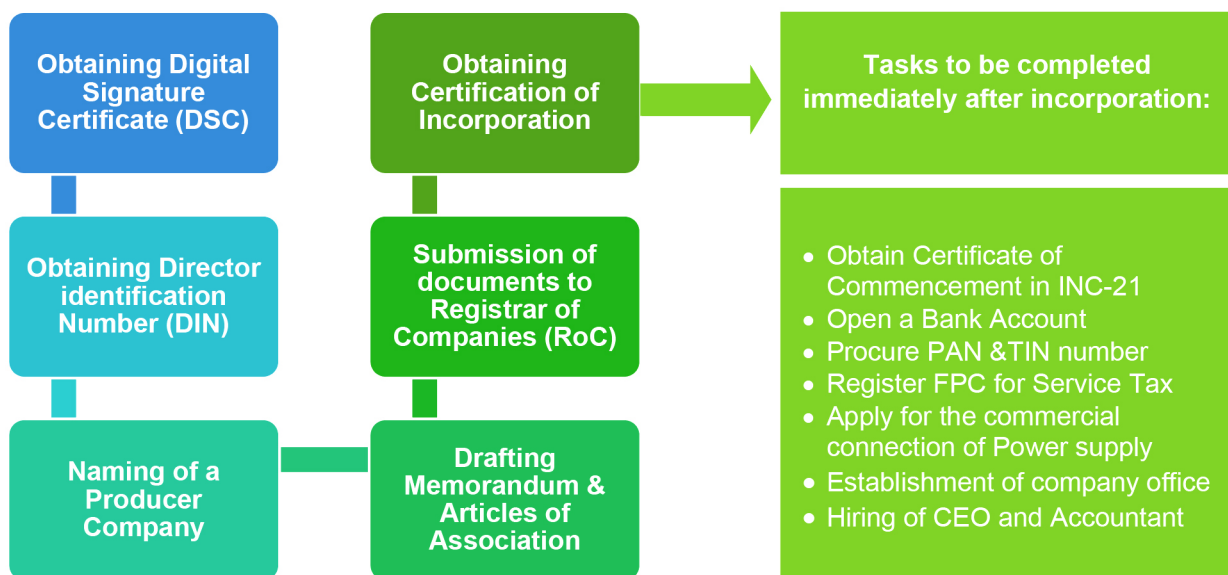 Obtaining Digital
Signature
Certificate (DSC)
Obtaining Director
identification
Number (DIN)
Naming of a
Producer
Company
Drafting
Memorandum &
Articles of
Association
Submission of
documents to
Registrar of
Companies (RoC)
Obtaining
Certification of
Incorporation
Tasks to be completed
immediately after incorporation:
• Obtain Certificate of
Commencement in INC-21
• Open a Bank Account
• Procure PAN &TIN number
• Register FPC for Service Tax
• Apply for the commercial
connection of Power supply
• Establishment of company office
• Hiring of CEO and Accountant